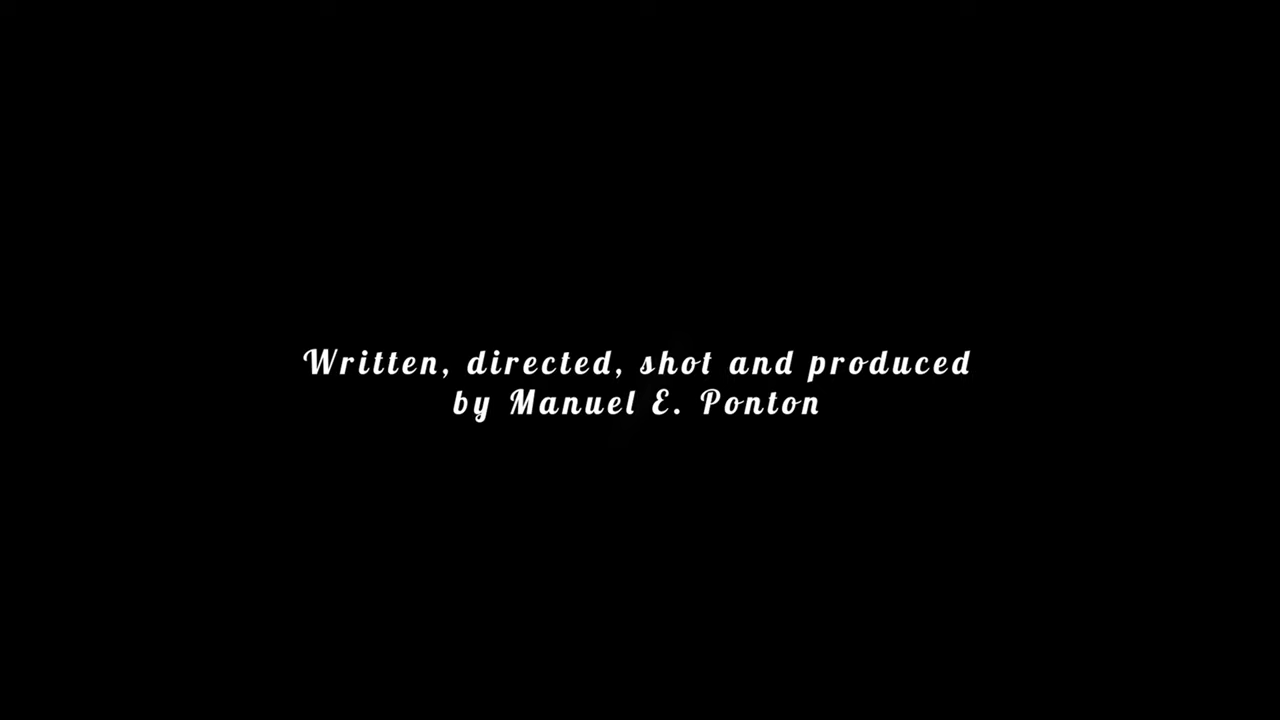 Written, directed, shot and produced
by Manuel E. Ponton